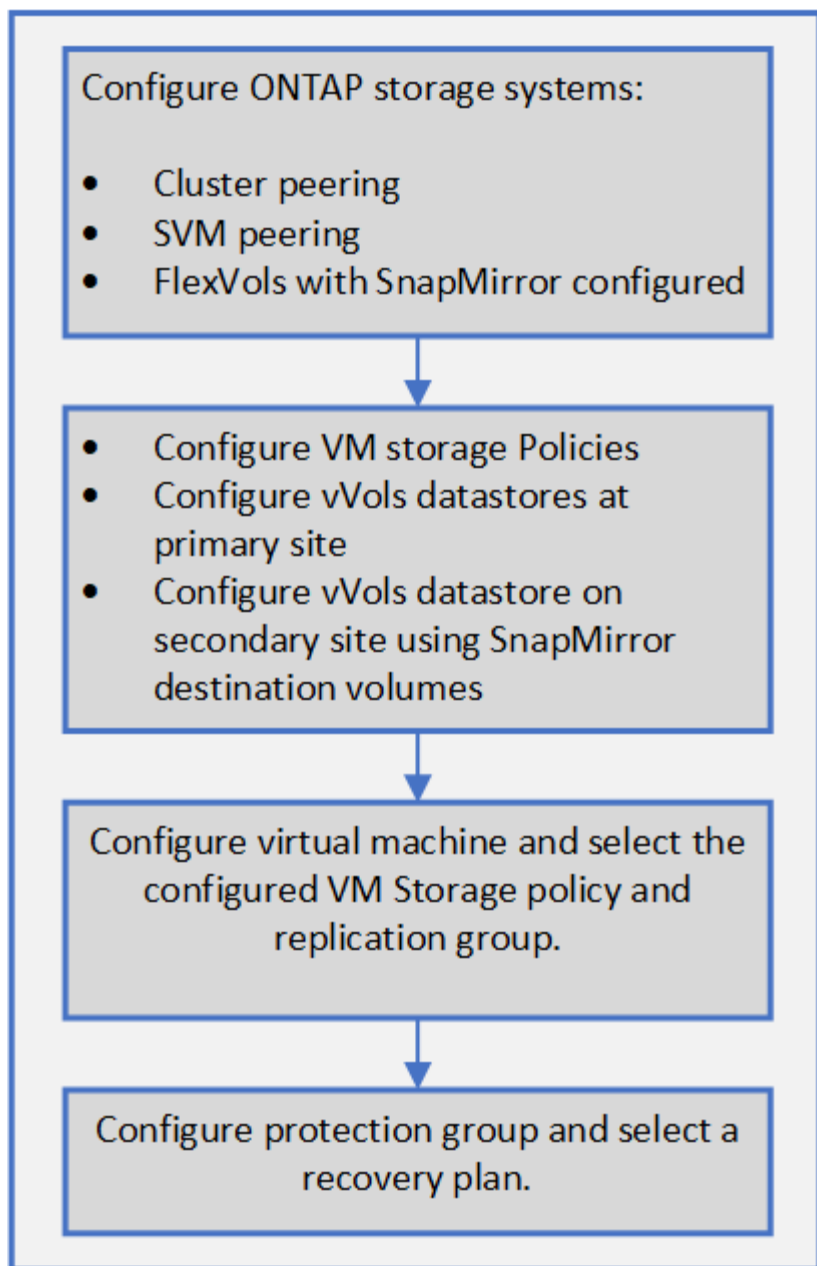 Configure ONTAP storage systems:
• Cluster peering
• SVM peering
• FlexVols with SnapMirror configured
• Configure VM storage Policies
• Configure vVols datastores at
primary site
• Configure vVols datastore on
secondary site using SnapMirror
destination volumes
Configure virtual machine and select the
configured VM Storage policy and
replication group.
Configure protection group and select a
recovery plan.